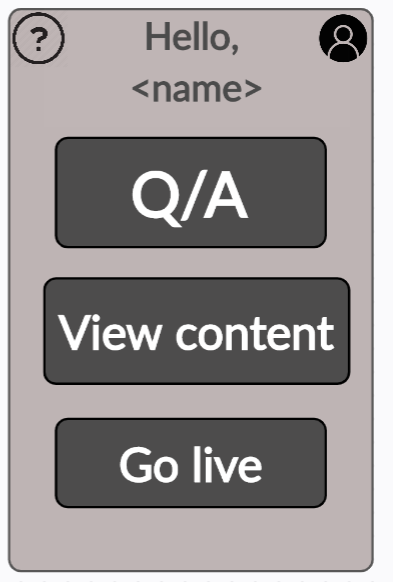 ?
Hello,
<name>
Q/A
View content
Go live